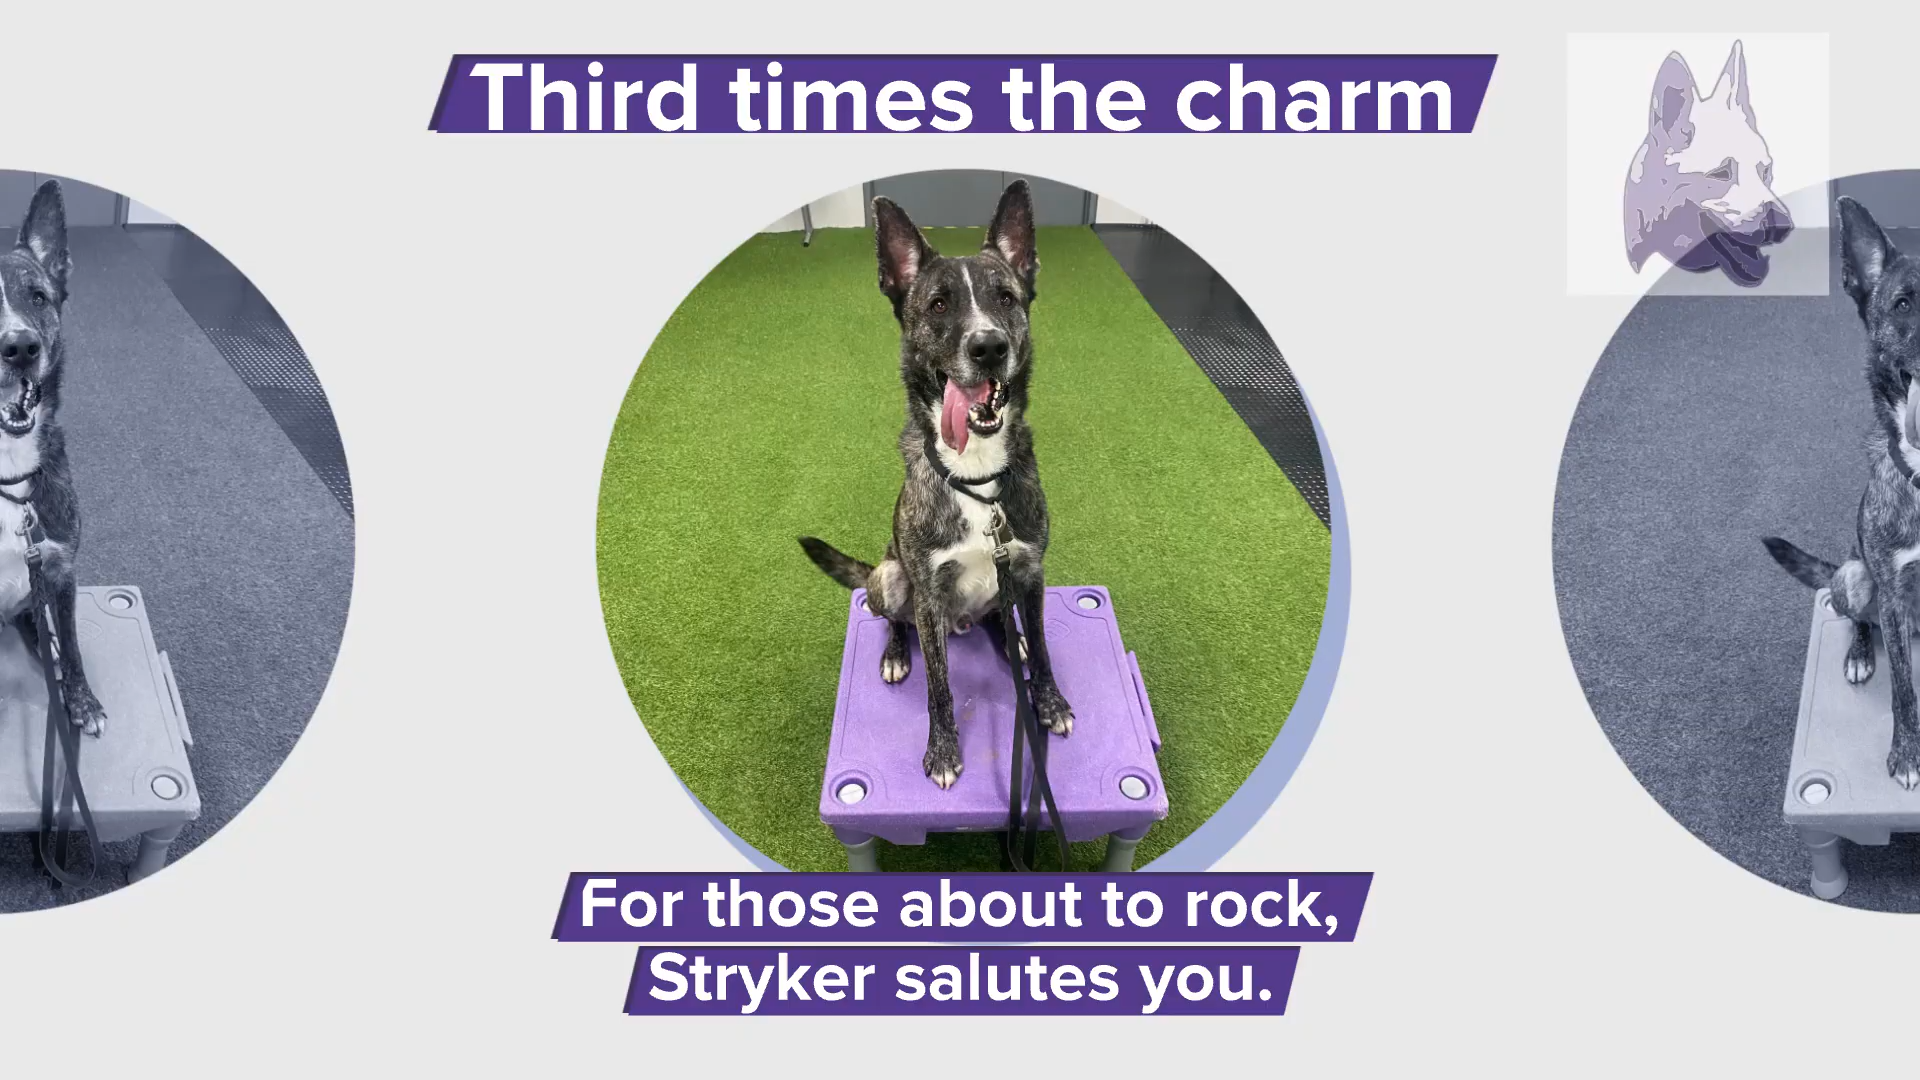 Third times the charm
For those about to rock,
Stryker salutes you.